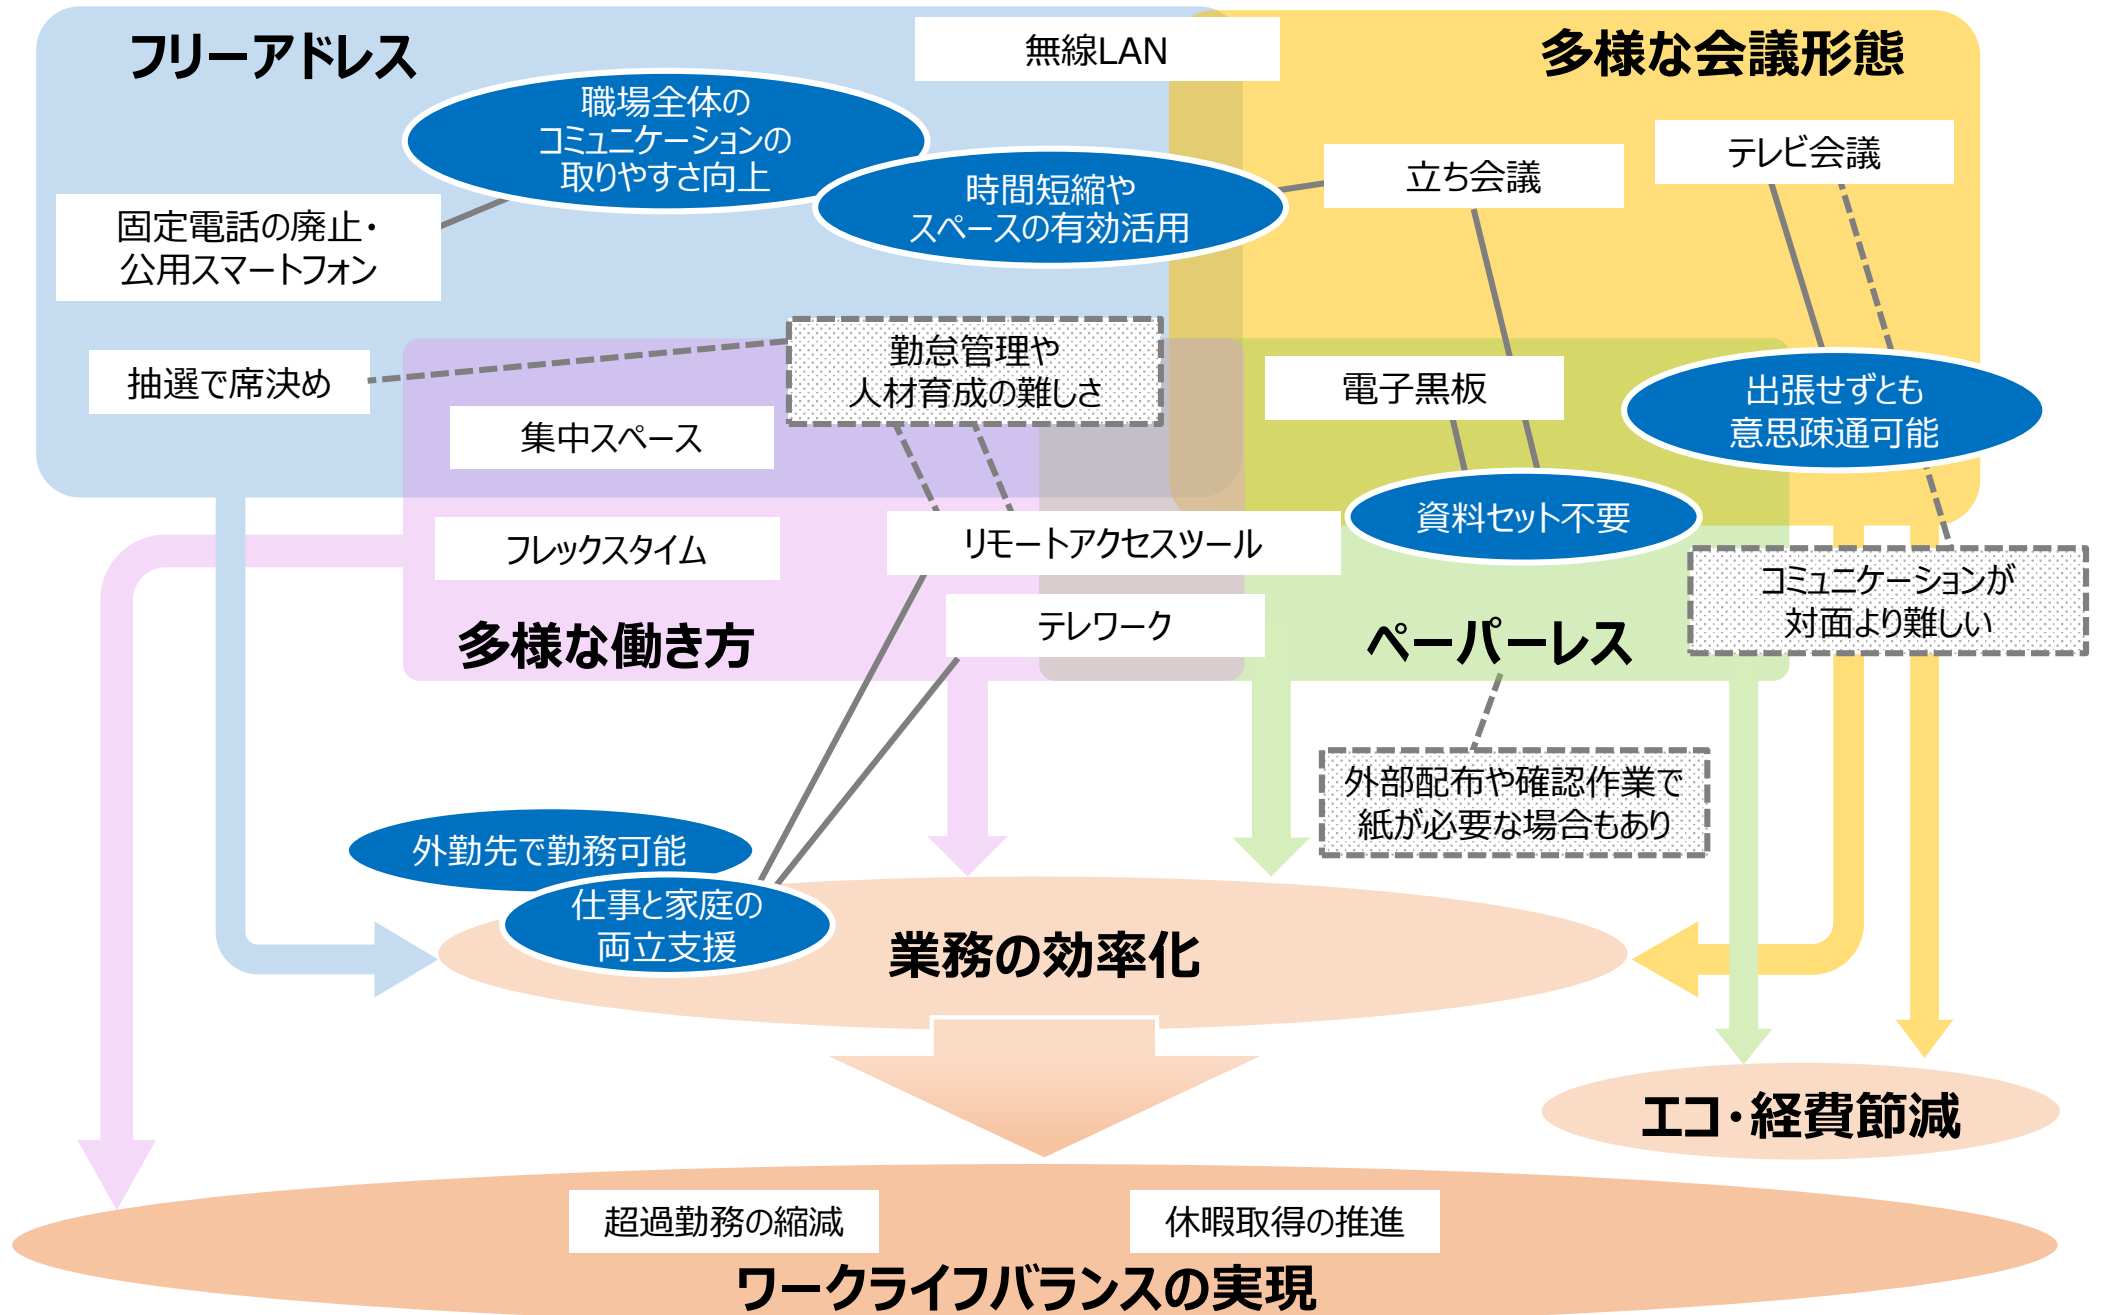 フリーアドレス
無線LAN
多様な会議形態
職場全体の
コミュニケーションの
取りやすさ向上
時間短縮や
スペースの有効活用
立ち会議
テレビ会議
固定電話の廃止・
公用スマートフォン
抽選で席決め
勤怠管理や
人材育成の難しさ
電子黒板
出張せずとも
意思疎通可能
集中スペース
資料セット不要
フレックスタイム
リモートアクセスツール
コミュニケーションが
対面より難しい
テレワーク
多様な働き方
ペーパーレス
外部配布や確認作業で
紙が必要な場合もあり
外勤先で勤務可能
仕事と家庭の
両立支援
業務の効率化
エコ・経費節減
超過勤務の縮減
休暇取得の推進
ワークライフバランスの実現